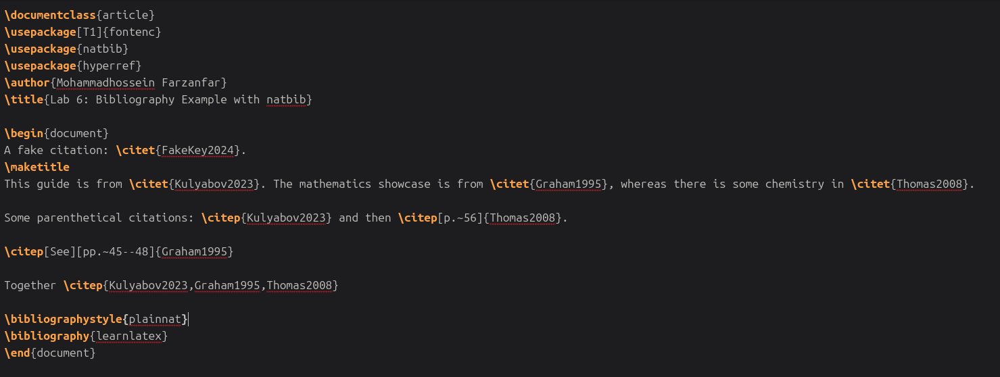 \documentclass{article}
\usepackage[T1]{fontenc}
\usepackage{natbib}
\usepackage{hyperref}
\author{Mohammadhossein Farzanfar}
\title{Lab 6: Bibliography Example with natbib}
\begin{document}
A fake citation: \citet{FakeKey2024}.
\maketitle
This guide is from \citet{Kulyabov2023}. The mathematics showcase is from \citet{Graham1995}, whereas there is some chemistry in \citet{Thomas2008}.
Some parenthetical citations: \citep{Kulyabov2023} and then \citep[p.~56]{Thomas2008}.
\citep[See][pp.~45--48]{Graham1995}
Together \citep{Kulyabov2023,Graham1995,Thomas2008}
\bibliographystyle{plainnat}
\bibliography{learnlatex}
\end{document}